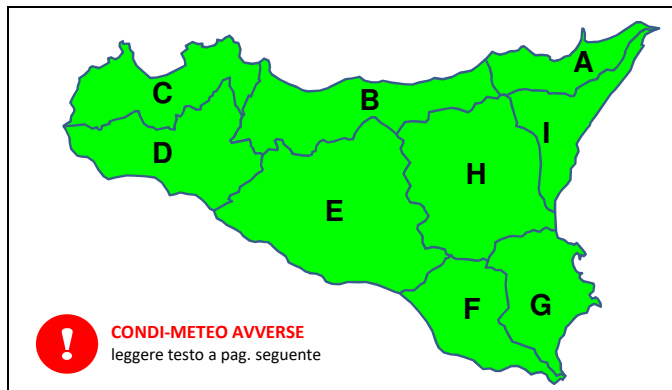 A
C
B
I
D
H
E
F
G
!
CONDI-METEO AVVERSE
leggere testo a pag. seguente